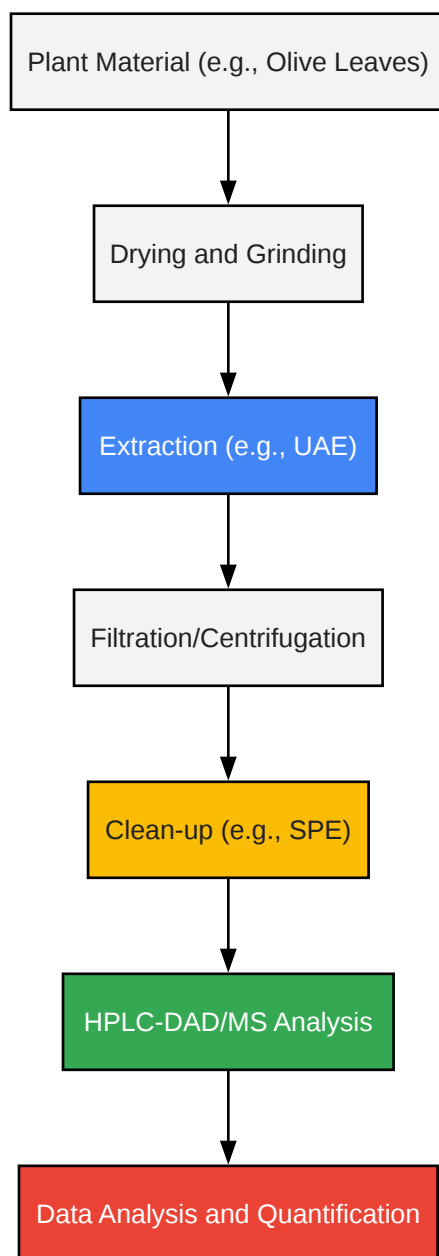 Plant Material (e.g., Olive Leaves)
Drying and Grinding
Extraction (e.g., UAE)
Filtration/Centrifugation
Clean-up (e.g., SPE)
HPLC-DAD/MS Analysis
Data Analysis and Quantification